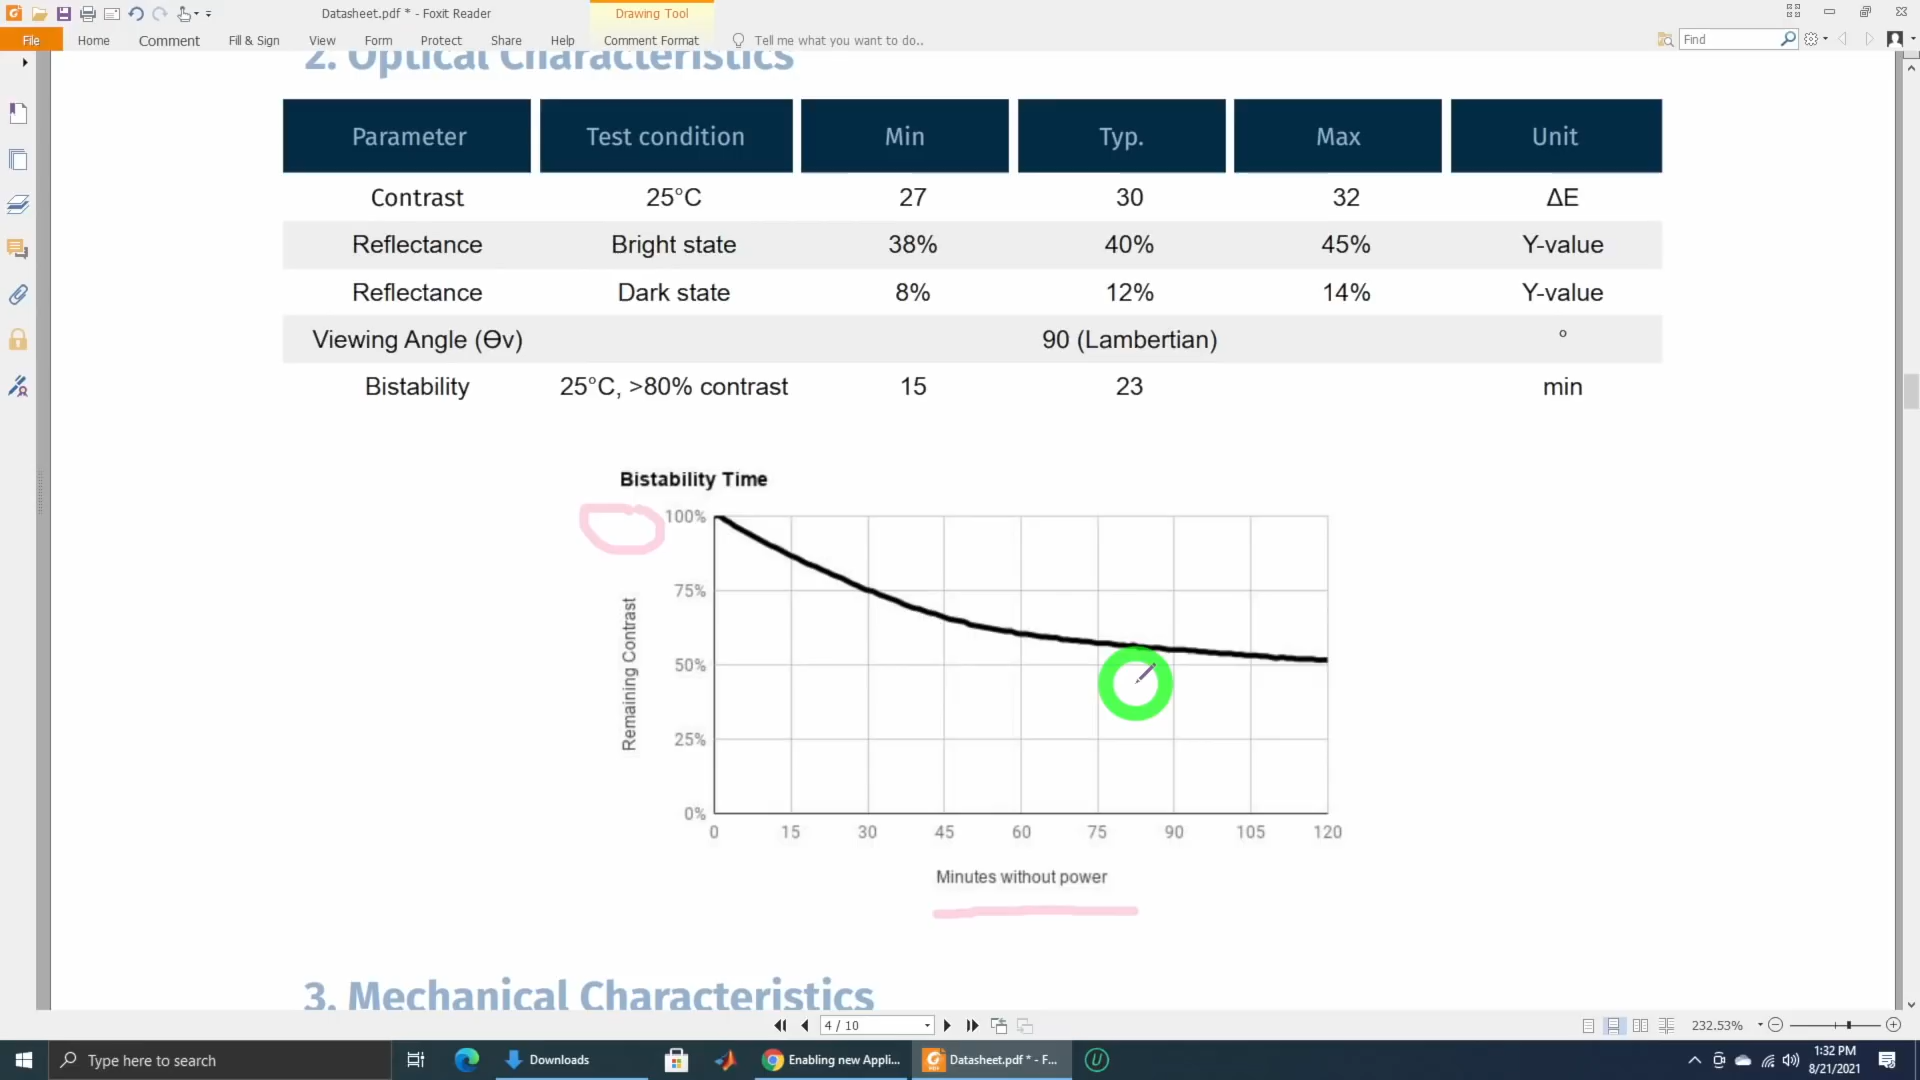 Datasheet.pdf * - Foxit Reader
Drawing Tool
File Home Comment Fill & Sign View Form Protect Share Help Comment Format Tell me what you want to do.. Find
2. Optical Characteristics
Parameter Test condition Min Typ. Max Unit
Contrast 25°C 27 30 32 ΔE
Reflectance Bright state 38% 40% 45% Y-value
Reflectance Dark state 8% 12% 14% Y-value
Viewing Angle (Ɵv) 90 (Lambertian) °
Bistability 25°C, >80% contrast 15 23 min
Bistability Time
100%
75%
50%
25%
0%
Remaining Contrast
0 15 30 45 60 75 90 105 120
Minutes without power
3. Mechanical Characteristics
4 / 10
232.53%
Type here to search
Downloads
Enabling new Appli...
Datasheet.pdf * - F...
1:32 PM
8/21/2021